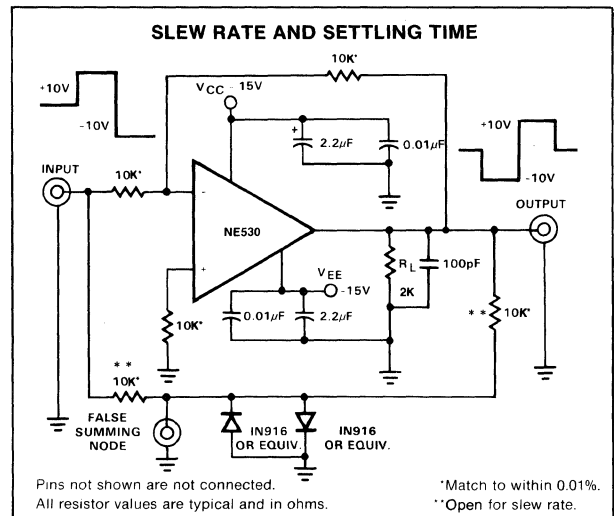 SLEW RATE AND SETTLING TIME
10K*
VCC - 15V
+10V
-10V
+
2.2µF
0.01µF
+10V
-10V
INPUT
10K*
-
NE530
+
OUTPUT
VEE
-15V
RL
2K
100pF
10K*
0.01µF
2.2µF
** 10K*
**
10K*
FALSE
SUMMING
NODE
IN916
OR EQUIV.
IN916
OR EQUIV.
Pins not shown are not connected.
*Match to within 0.01%.
All resistor values are typical and in ohms.
**Open for slew rate.